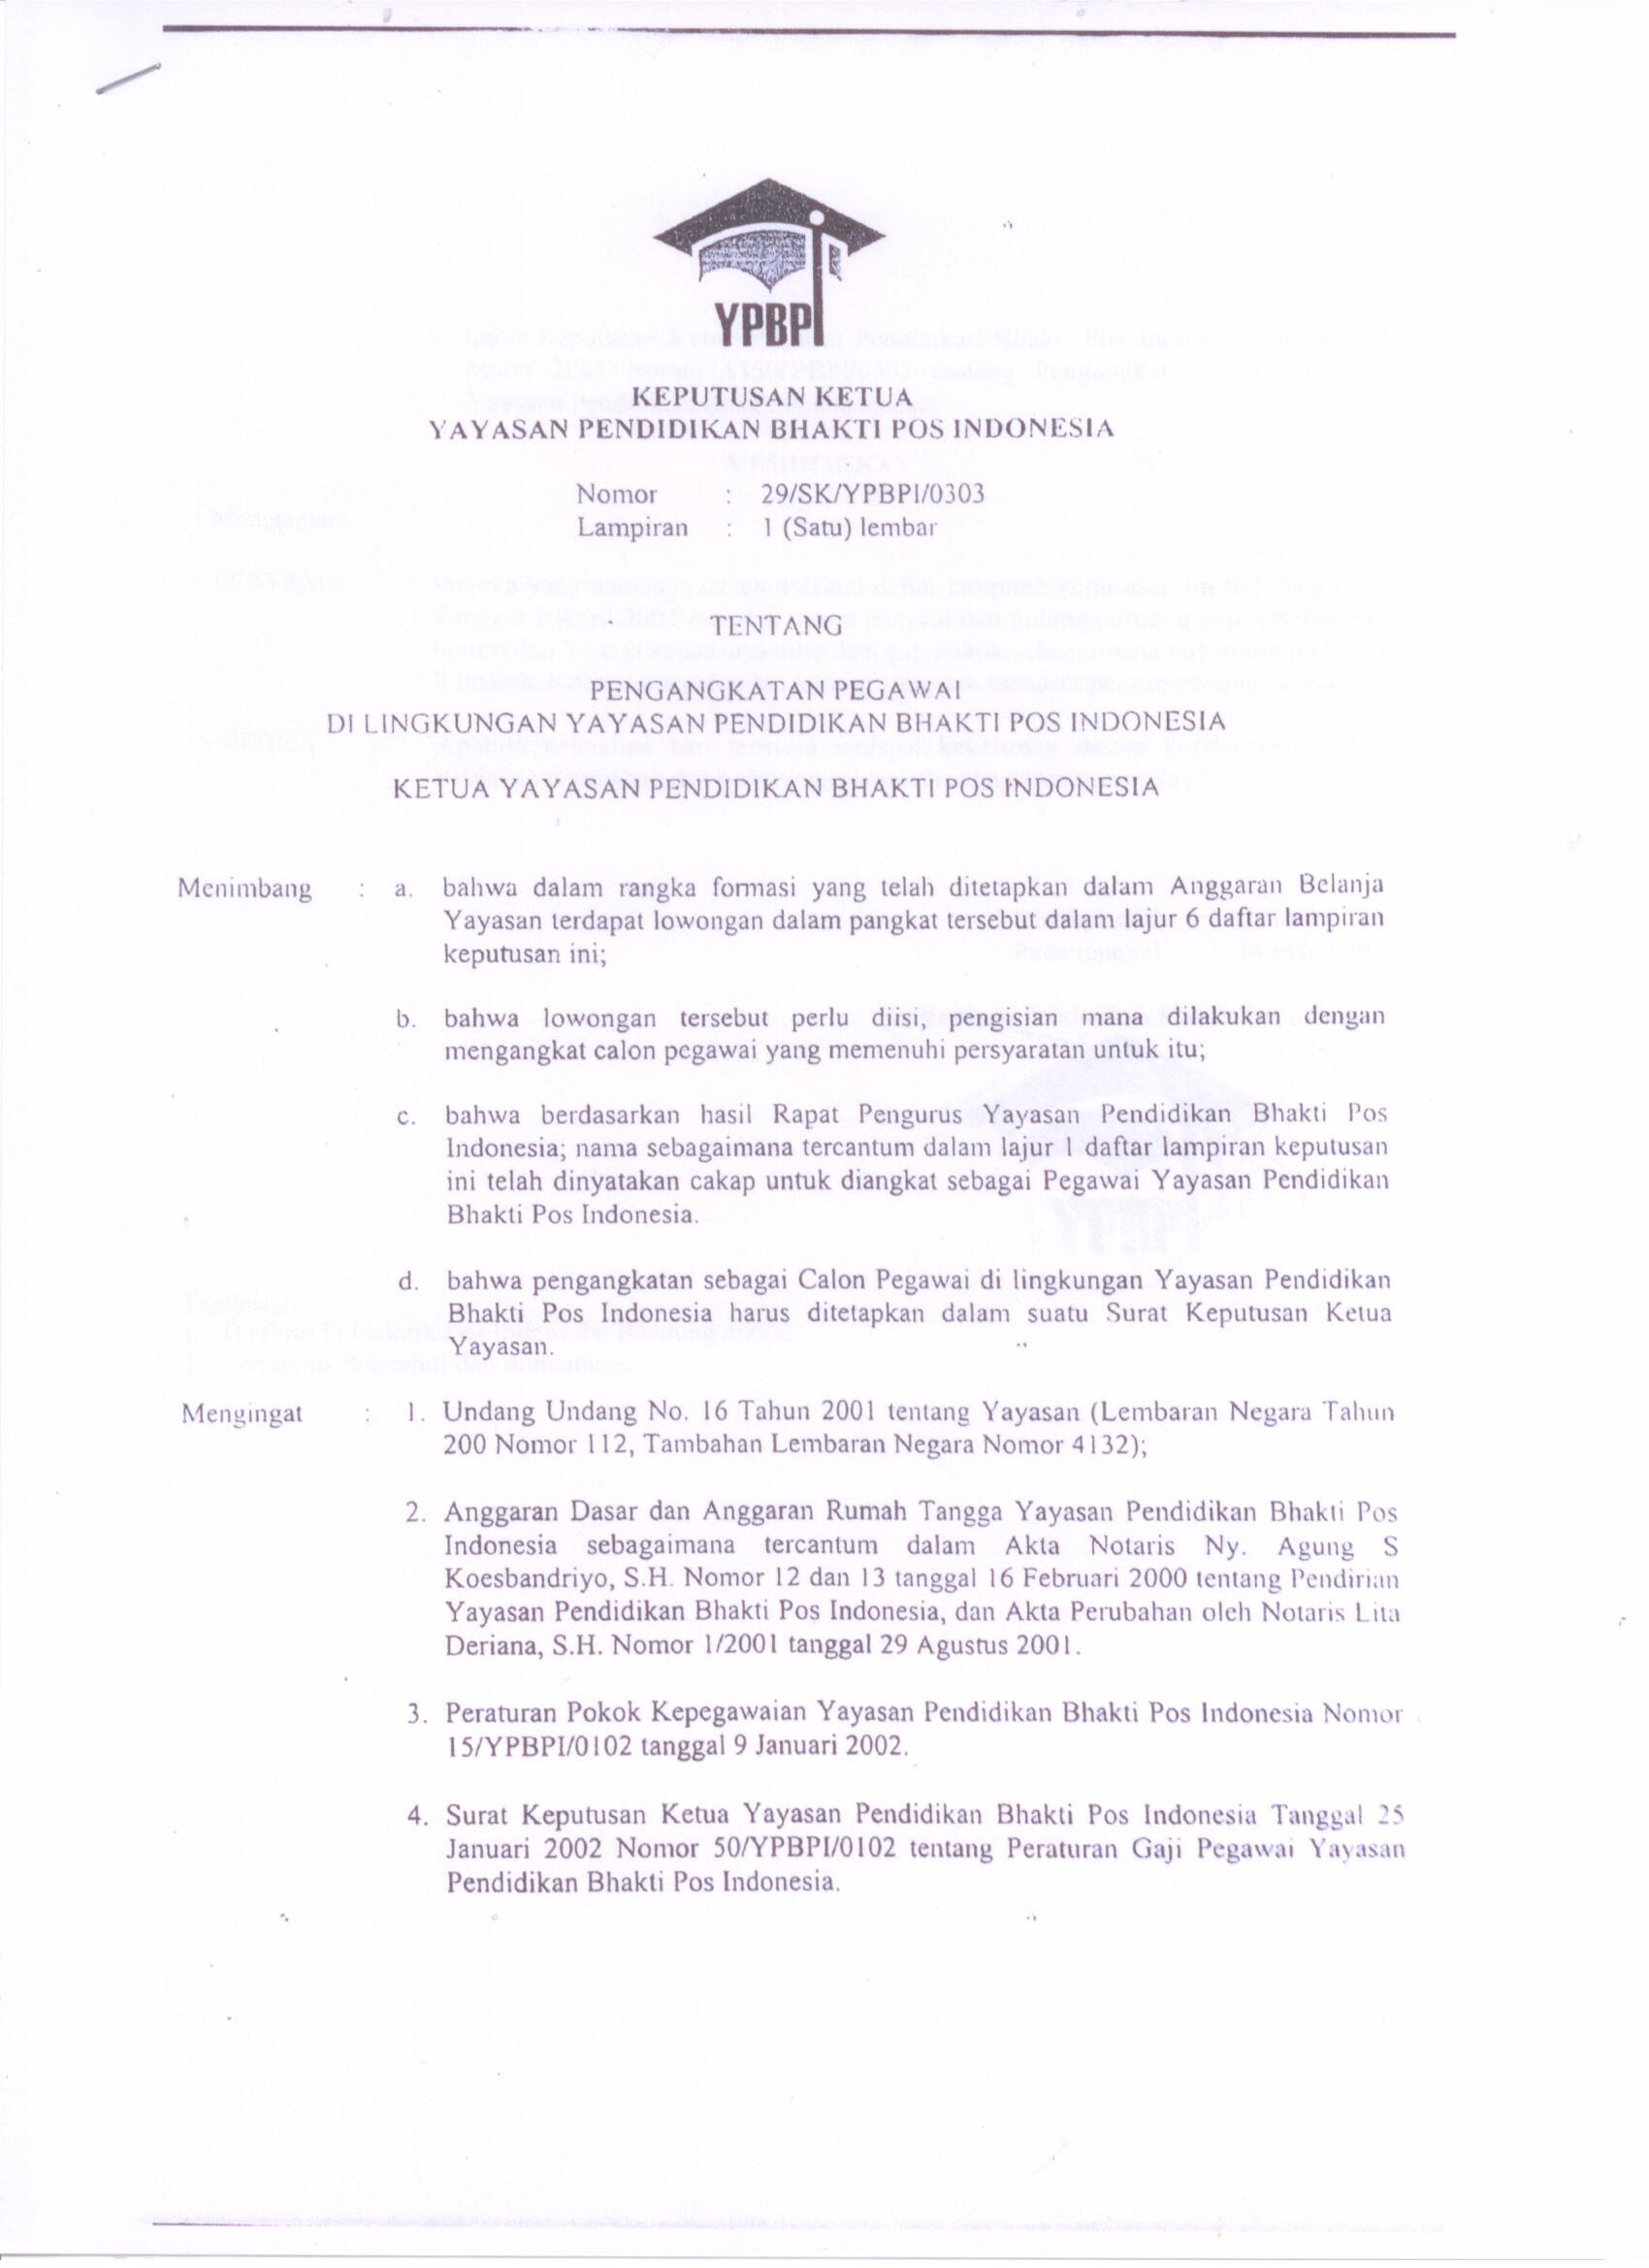 YPBPI
KEPUTUSAN KETUA
YAYASAN PENDIDIKAN BHAKTI POS INDONESIA
Nomor : 29/SK/YPBPI/0303
Lampiran : 1 (Satu) lembar
TENTANG
PENGANGKATAN PEGAWAI
DI LINGKUNGAN YAYASAN PENDIDIKAN BHAKTI POS INDONESIA
KETUA YAYASAN PENDIDIKAN BHAKTI POS INDONESIA
Menimbang : a. bahwa dalam rangka formasi yang telah ditetapkan dalam Anggaran Belanja
Yayasan terdapat lowongan dalam pangkat tersebut dalam lajur 6 daftar lampiran
keputusan ini;
b. bahwa lowongan tersebut perlu diisi, pengisian mana dilakukan dengan
mengangkat calon pegawai yang memenuhi persyaratan untuk itu;
c. bahwa berdasarkan hasil Rapat Pengurus Yayasan Pendidikan Bhakti Pos
Indonesia; nama sebagaimana tercantum dalam lajur 1 daftar lampiran keputusan
ini telah dinyatakan cakap untuk diangkat sebagai Pegawai Yayasan Pendidikan
Bhakti Pos Indonesia.
d. bahwa pengangkatan sebagai Calon Pegawai di lingkungan Yayasan Pendidikan
Bhakti Pos Indonesia harus ditetapkan dalam suatu Surat Keputusan Ketua
Yayasan.
Mengingat : 1. Undang Undang No. 16 Tahun 2001 tentang Yayasan (Lembaran Negara Tahun
200 Nomor 112, Tambahan Lembaran Negara Nomor 4132);
2. Anggaran Dasar dan Anggaran Rumah Tangga Yayasan Pendidikan Bhakti Pos
Indonesia sebagaimana tercantum dalam Akta Notaris Ny. Agung S
Koesbandriyo, S.H. Nomor 12 dan 13 tanggal 16 Februari 2000 tentang Pendirian
Yayasan Pendidikan Bhakti Pos Indonesia, dan Akta Perubahan oleh Notaris Lita
Deriana, S.H. Nomor 1/2001 tanggal 29 Agustus 2001.
3. Peraturan Pokok Kepegawaian Yayasan Pendidikan Bhakti Pos Indonesia Nomor
15/YPBPI/0102 tanggal 9 Januari 2002.
4. Surat Keputusan Ketua Yayasan Pendidikan Bhakti Pos Indonesia Tanggal 25
Januari 2002 Nomor 50/YPBPI/0102 tentang Peraturan Gaji Pegawai Yayasan
Pendidikan Bhakti Pos Indonesia.